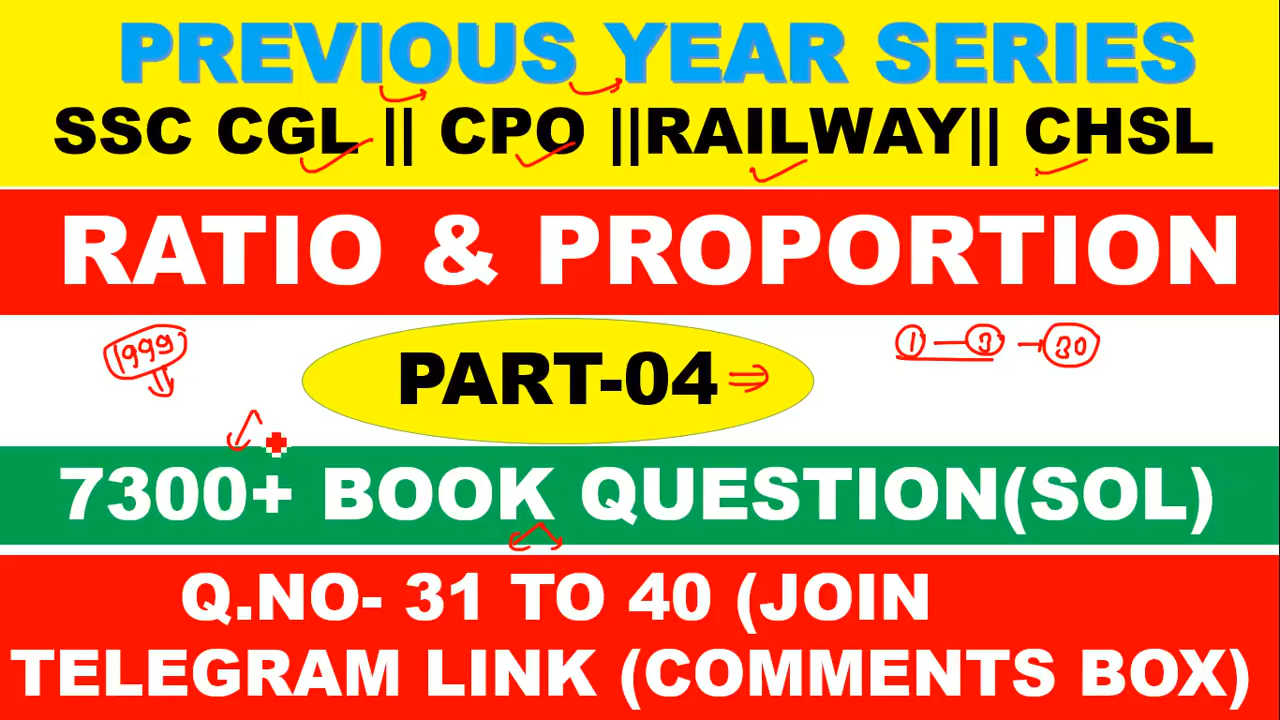 PREVIOUS YEAR SERIES
SSC CGL || CPO ||RAILWAY|| CHSL
RATIO & PROPORTION
1999
PART-04
1 - 3 → 30
7300+ BOOK QUESTION(SOL)
Q.NO- 31 TO 40 (JOIN
TELEGRAM LINK (COMMENTS BOX)